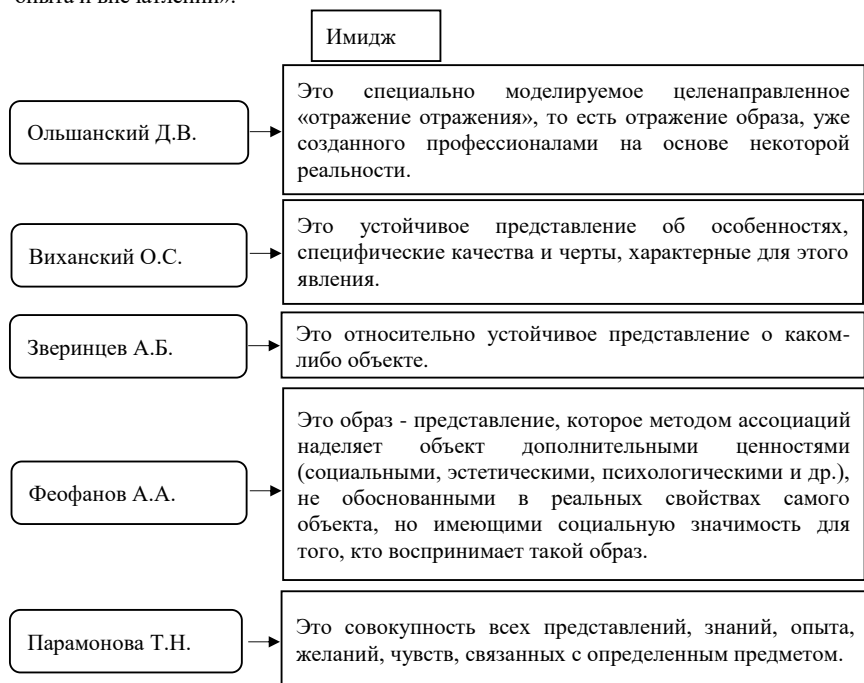 опыта и впечатлений».
Имидж
Ольшанский Д.В.
Это специально моделируемое целенаправленное
«отражение отражения», то есть отражение образа, уже
созданного профессионалами на основе некоторой
реальности.
Виханский О.С.
Это устойчивое представление об особенностях,
специфические качества и черты, характерные для этого
явления.
Зверинцев А.Б.
Это относительно устойчивое представление о каком-
либо объекте.
Феофанов А.А.
Это образ - представление, которое методом ассоциаций
наделяет объект дополнительными ценностями
(социальными, эстетическими, психологическими и др.),
не обоснованными в реальных свойствах самого
объекта, но имеющими социальную значимость для
того, кто воспринимает такой образ.
Парамонова Т.Н.
Это совокупность всех представлений, знаний, опыта,
желаний, чувств, связанных с определенным предметом.